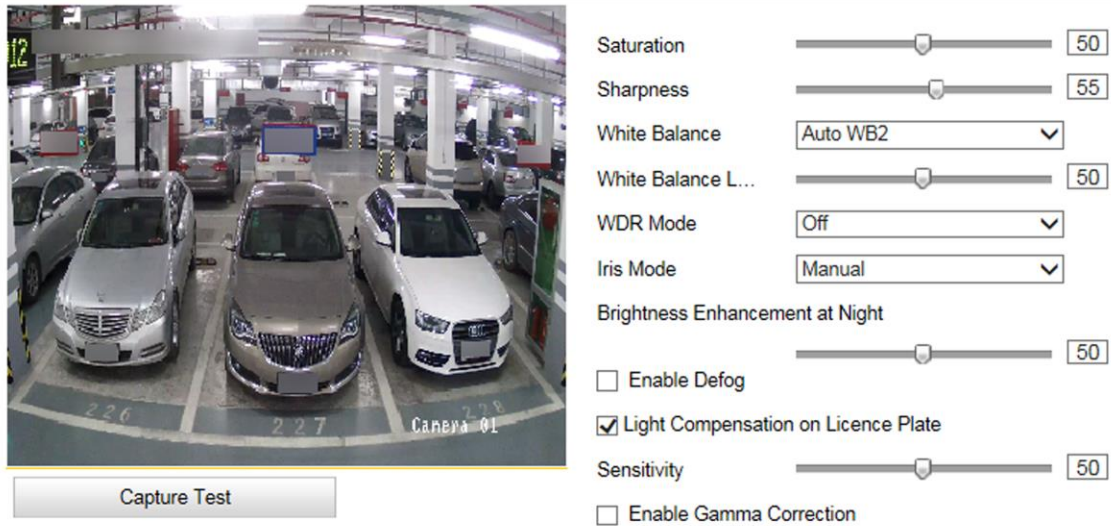 12
226
227
228
Camera 01
Capture Test
Saturation 50
Sharpness 55
White Balance Auto WB2
White Balance L... 50
WDR Mode Off
Iris Mode Manual
Brightness Enhancement at Night
50
Enable Defog
Light Compensation on Licence Plate
Sensitivity 50
Enable Gamma Correction